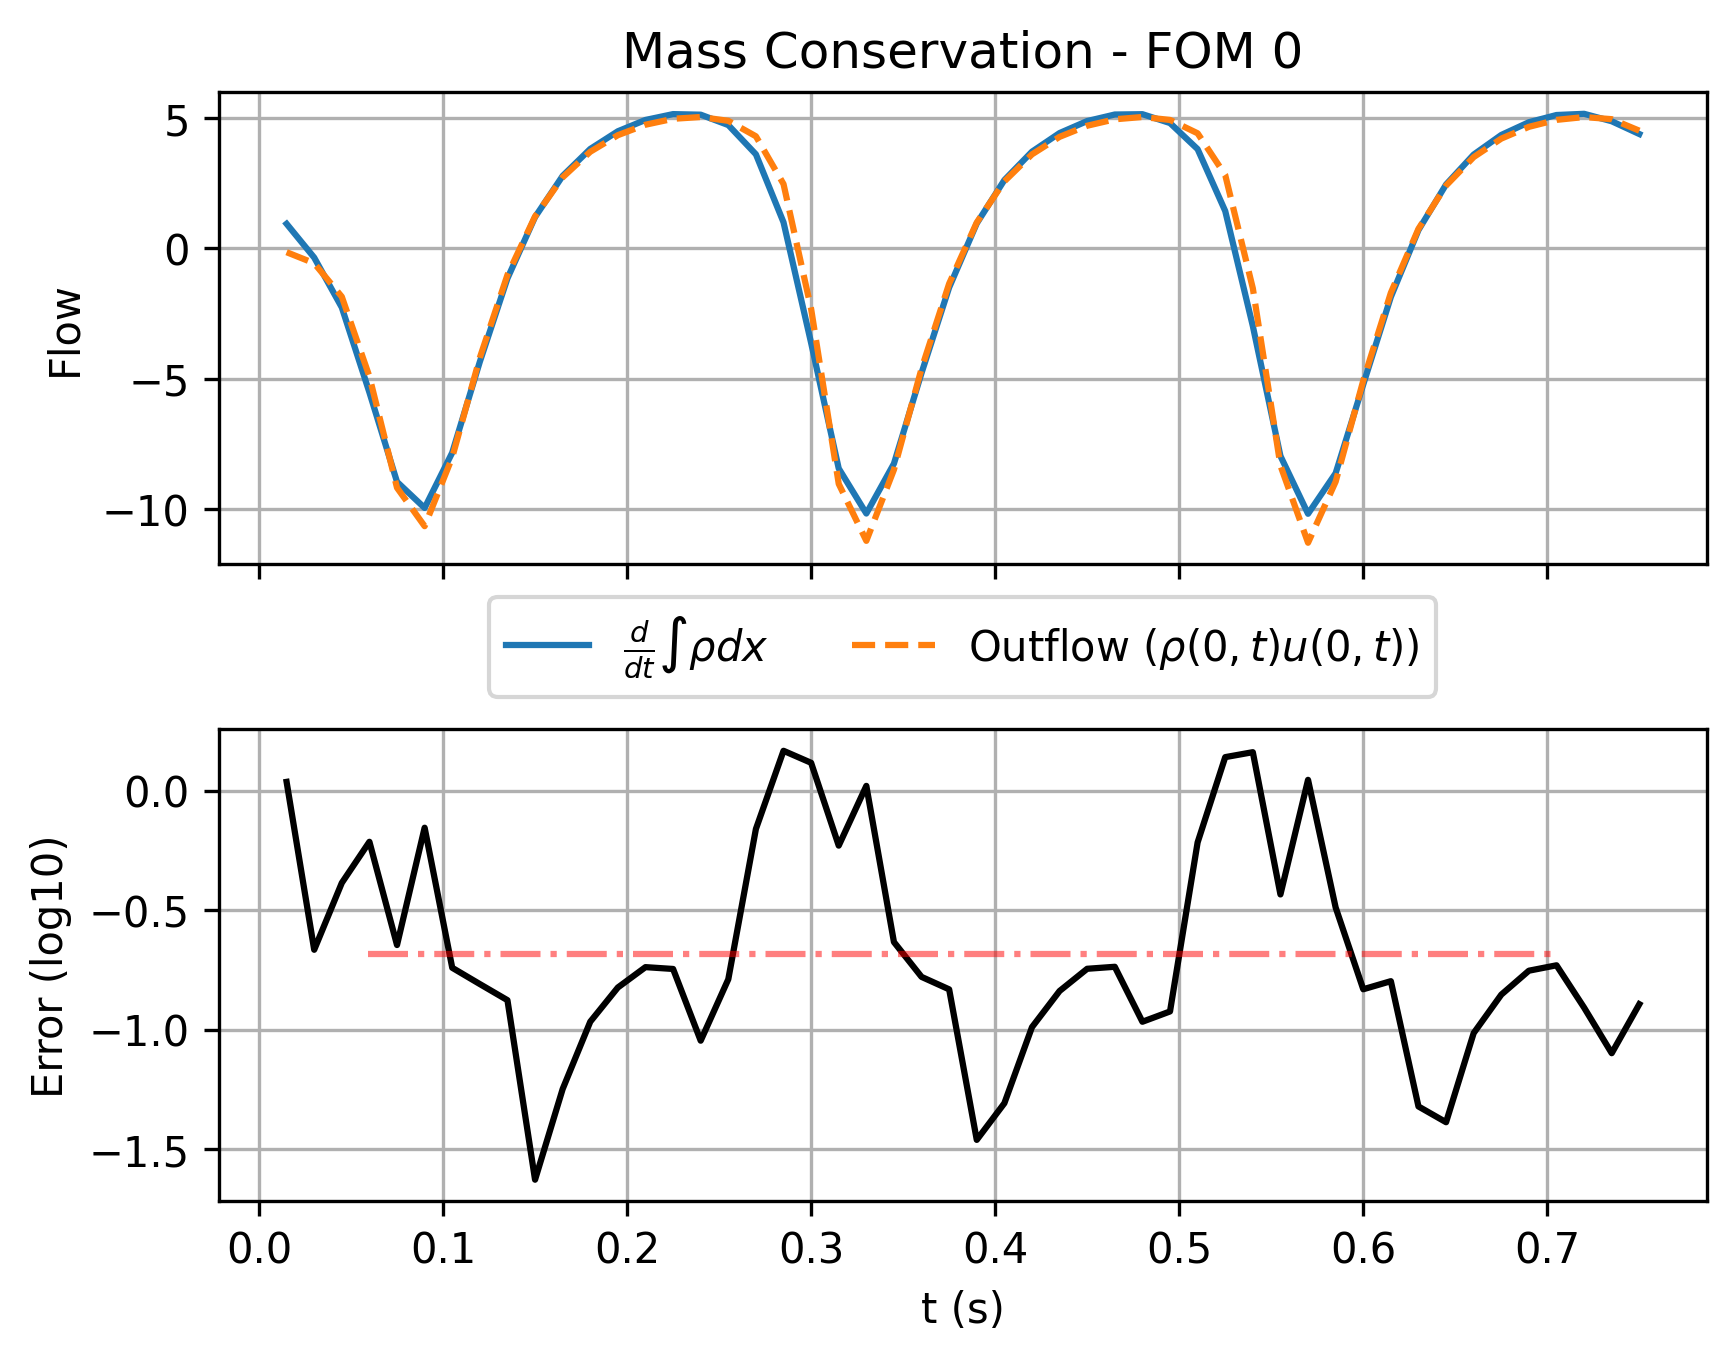 Mass Conservation - FOM 0
5
0
−5
−10
Flow
d/dt ∫ρdx
Outflow (ρ(0, t)u(0, t))
0.0
−0.5
−1.0
−1.5
Error (log10)
0.0 0.1 0.2 0.3 0.4 0.5 0.6 0.7
t (s)